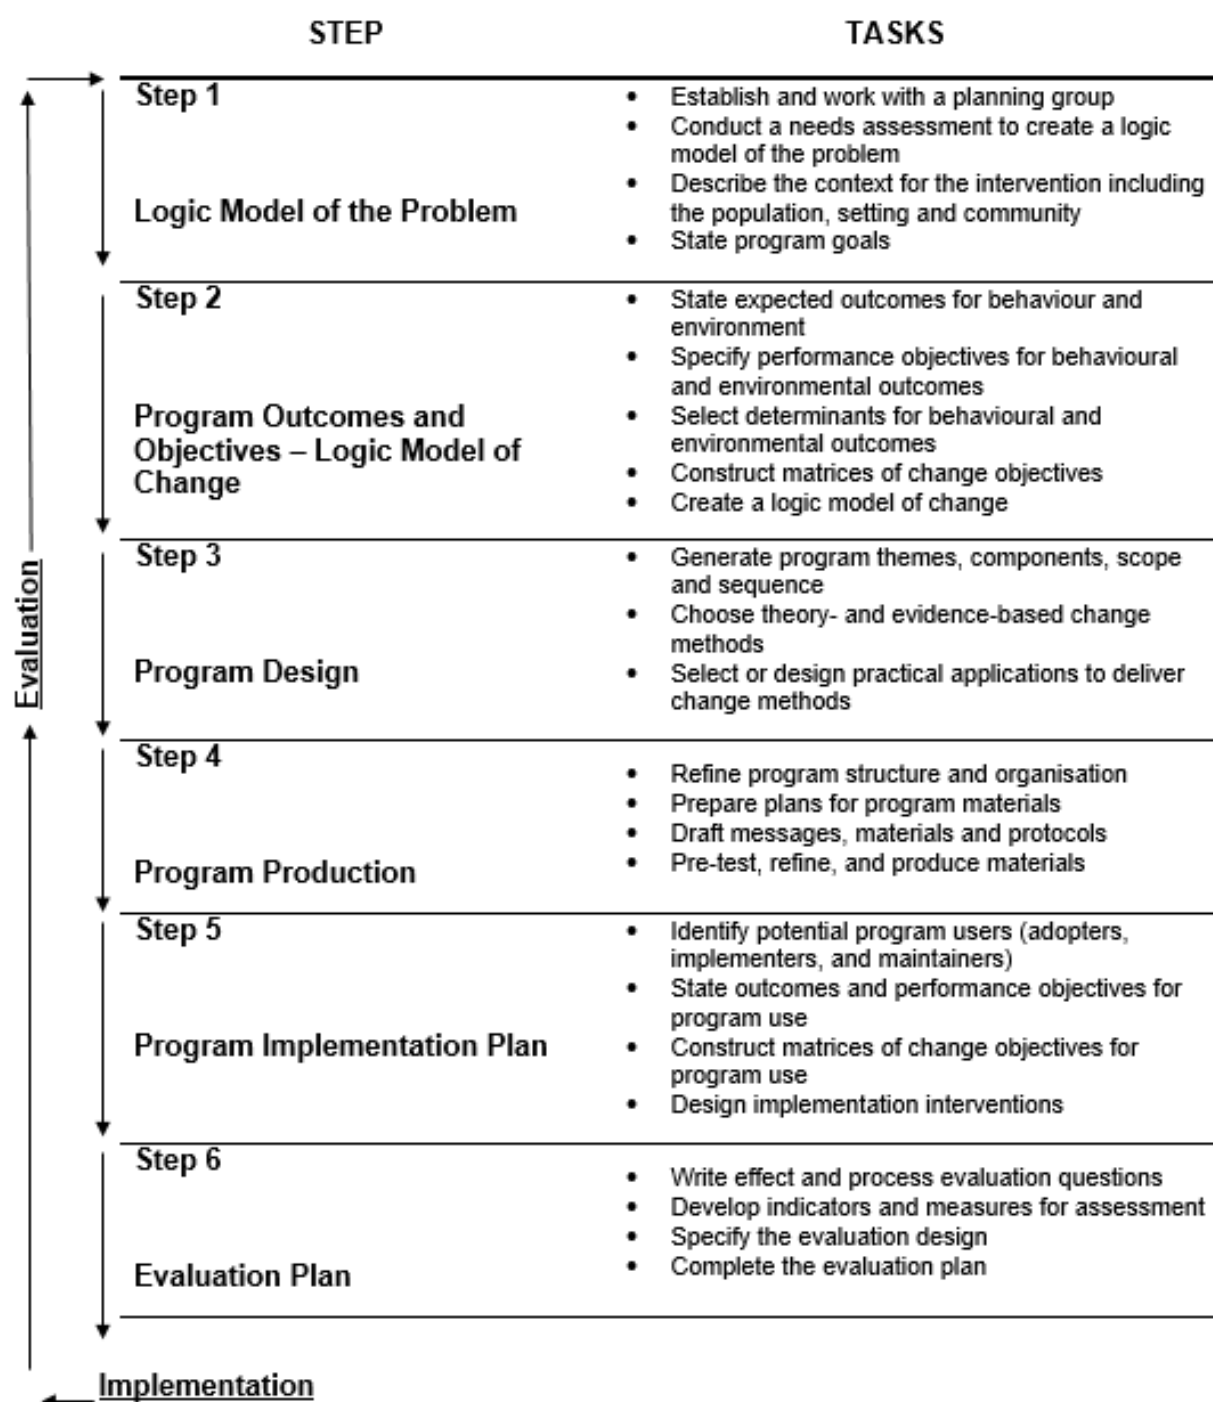 STEP
TASKS
Step 1
Logic Model of the Problem
• Establish and work with a planning group
• Conduct a needs assessment to create a logic
model of the problem
• Describe the context for the intervention including
the population, setting and community
• State program goals
Step 2
Program Outcomes and
Objectives – Logic Model of
Change
• State expected outcomes for behaviour and
environment
• Specify performance objectives for behavioural
and environmental outcomes
• Select determinants for behavioural and
environmental outcomes
• Construct matrices of change objectives
• Create a logic model of change
Step 3
Program Design
• Generate program themes, components, scope
and sequence
• Choose theory- and evidence-based change
methods
• Select or design practical applications to deliver
change methods
Step 4
Program Production
• Refine program structure and organisation
• Prepare plans for program materials
• Draft messages, materials and protocols
• Pre-test, refine, and produce materials
Step 5
Program Implementation Plan
• Identify potential program users (adopters,
implementers, and maintainers)
• State outcomes and performance objectives for
program use
• Construct matrices of change objectives for
program use
• Design implementation interventions
Step 6
Evaluation Plan
• Write effect and process evaluation questions
• Develop indicators and measures for assessment
• Specify the evaluation design
• Complete the evaluation plan
Evaluation
Implementation